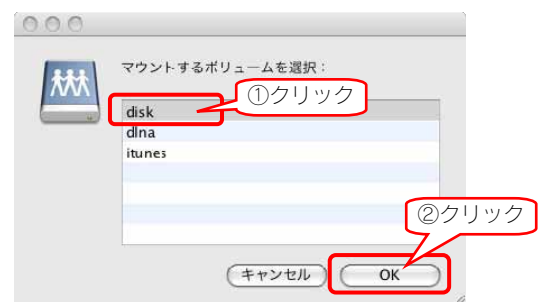 マウントするボリュームを選択：
①クリック
disk
dlna
itunes
②クリック
キャンセル
OK